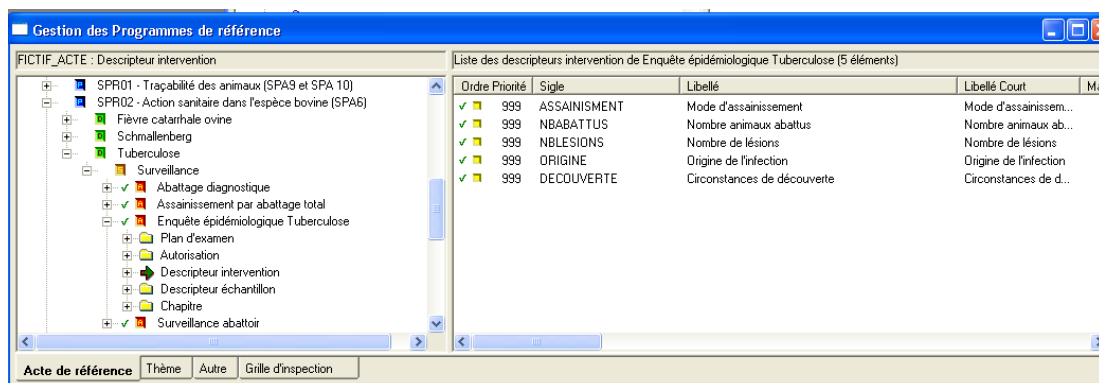 Gestion des Programmes de référence
FICTIF_ACTE : Descripteur intervention
Liste des descripteurs intervention de Enquête épidémiologique Tuberculose (5 éléments)
SPR01 - Traçabilité des animaux (SPA9 et SPA 10)
SPR02 - Action sanitaire dans l'espèce bovine (SPA6)
Fièvre catarrhale ovine
Schmallenberg
Tuberculose
Surveillance
Abattage diagnostique
Assainissement par abattage total
Enquête épidémiologique Tuberculose
Plan d'examen
Autorisation
Descripteur intervention
Descripteur échantillon
Chapitre
Surveillance abattoir
Ordre Priorité Sigle Libellé Libellé Court Ma
999 ASSAINISMENT Mode d'assainissement Mode d'assainissem...
999 NBABATTUS Nombre animaux abattus Nombre animaux ab...
999 NBLESIONS Nombre de lésions Nombre de lésions
999 ORIGINE Origine de l'infection Origine de l'infection
999 DECOUVERTE Circonstances de découverte Circonstances de d...
Acte de référence Thème Autre Grille d'inspection